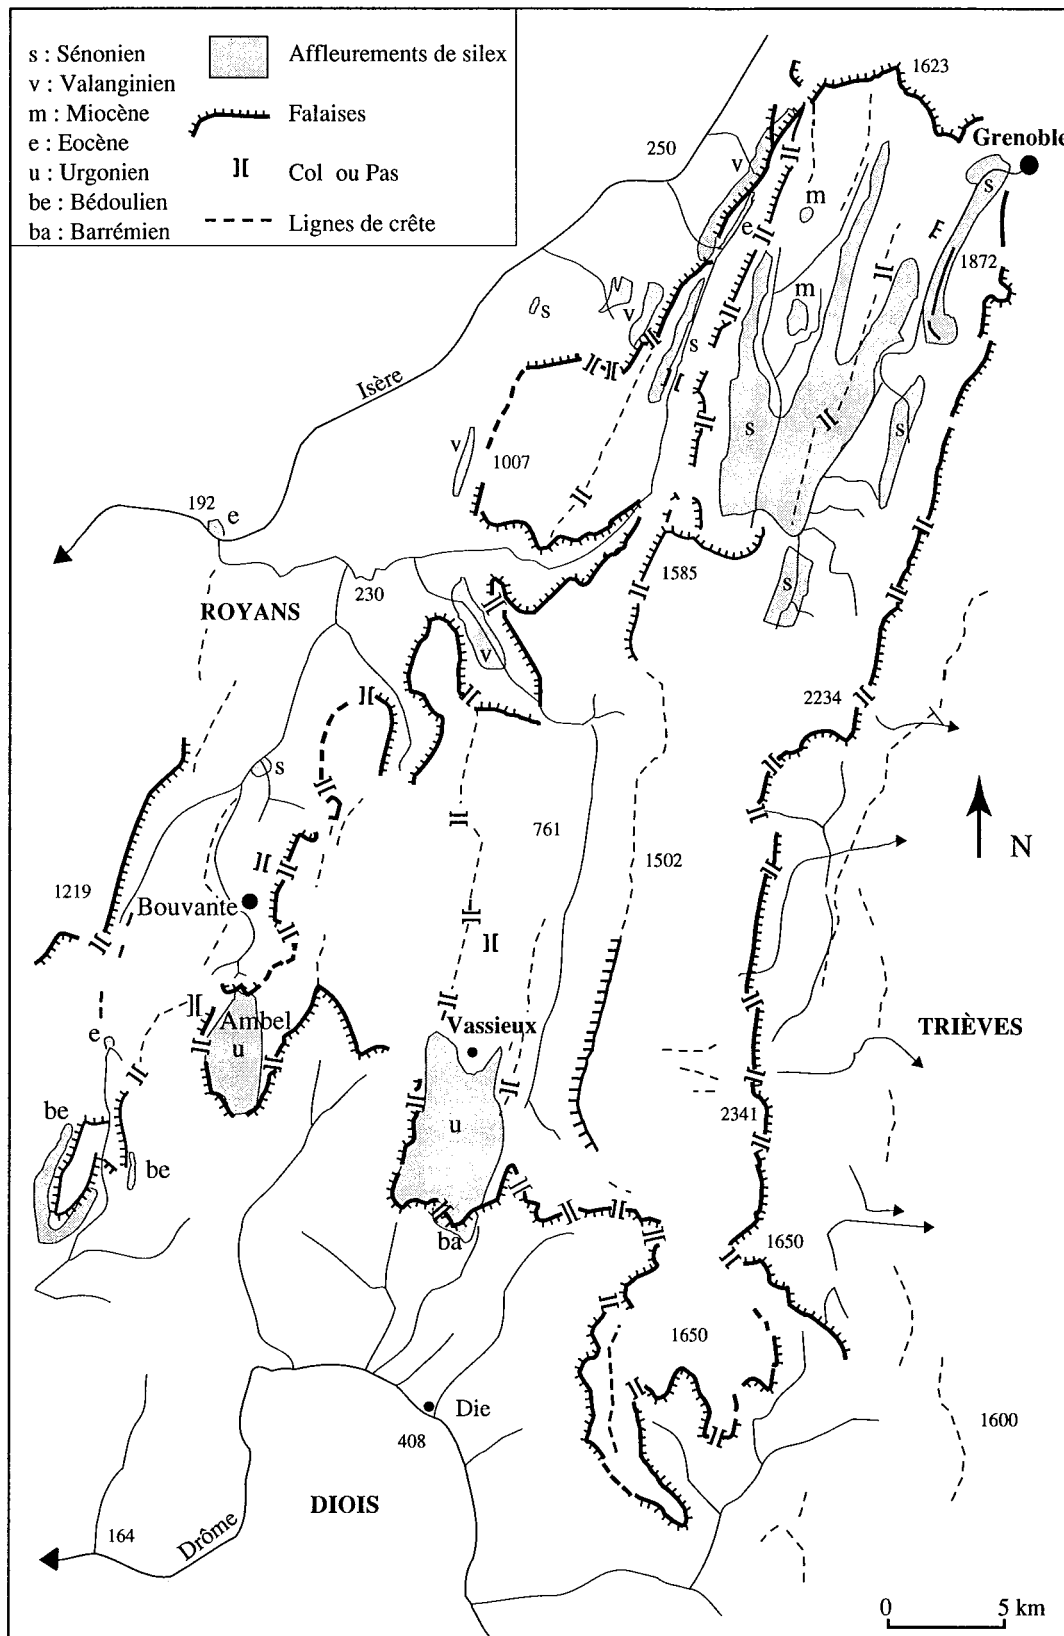 s : Sénonien
v : Valanginien
m : Miocène
e : Eocène
u : Urgonien
be : Bédoulien
ba : Barrémien
Affleurements de silex
Falaises
Col ou Pas
Lignes de crête
1623
Grenoble
250
v
m
s
e
E
1872
m
s
v
s
Isère
s
s
v
1007
192
e
1585
s
230
ROYANS
v
2234
s
761
1502
N
1219
Bouvante
Ambel
u
Vassieux
TRIÈVES
e
be
be
u
2341
ba
1650
1650
Die
408
1600
DIOIS
164
Drôme
0 5 km